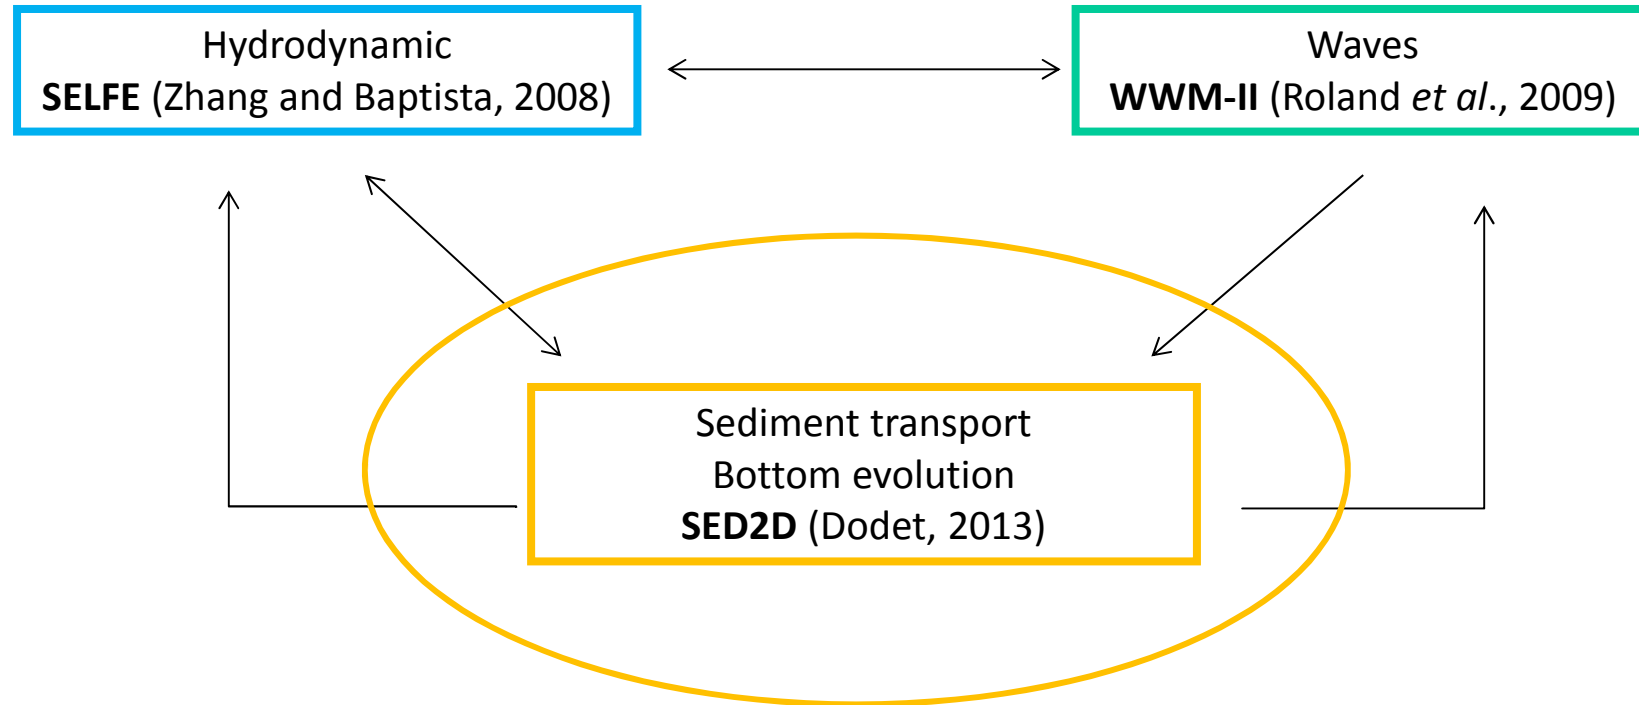 Hydrodynamic
SELFE (Zhang and Baptista, 2008)
Waves
WWM-II (Roland et al., 2009)
Sediment transport
Bottom evolution
SED2D (Dodet, 2013)